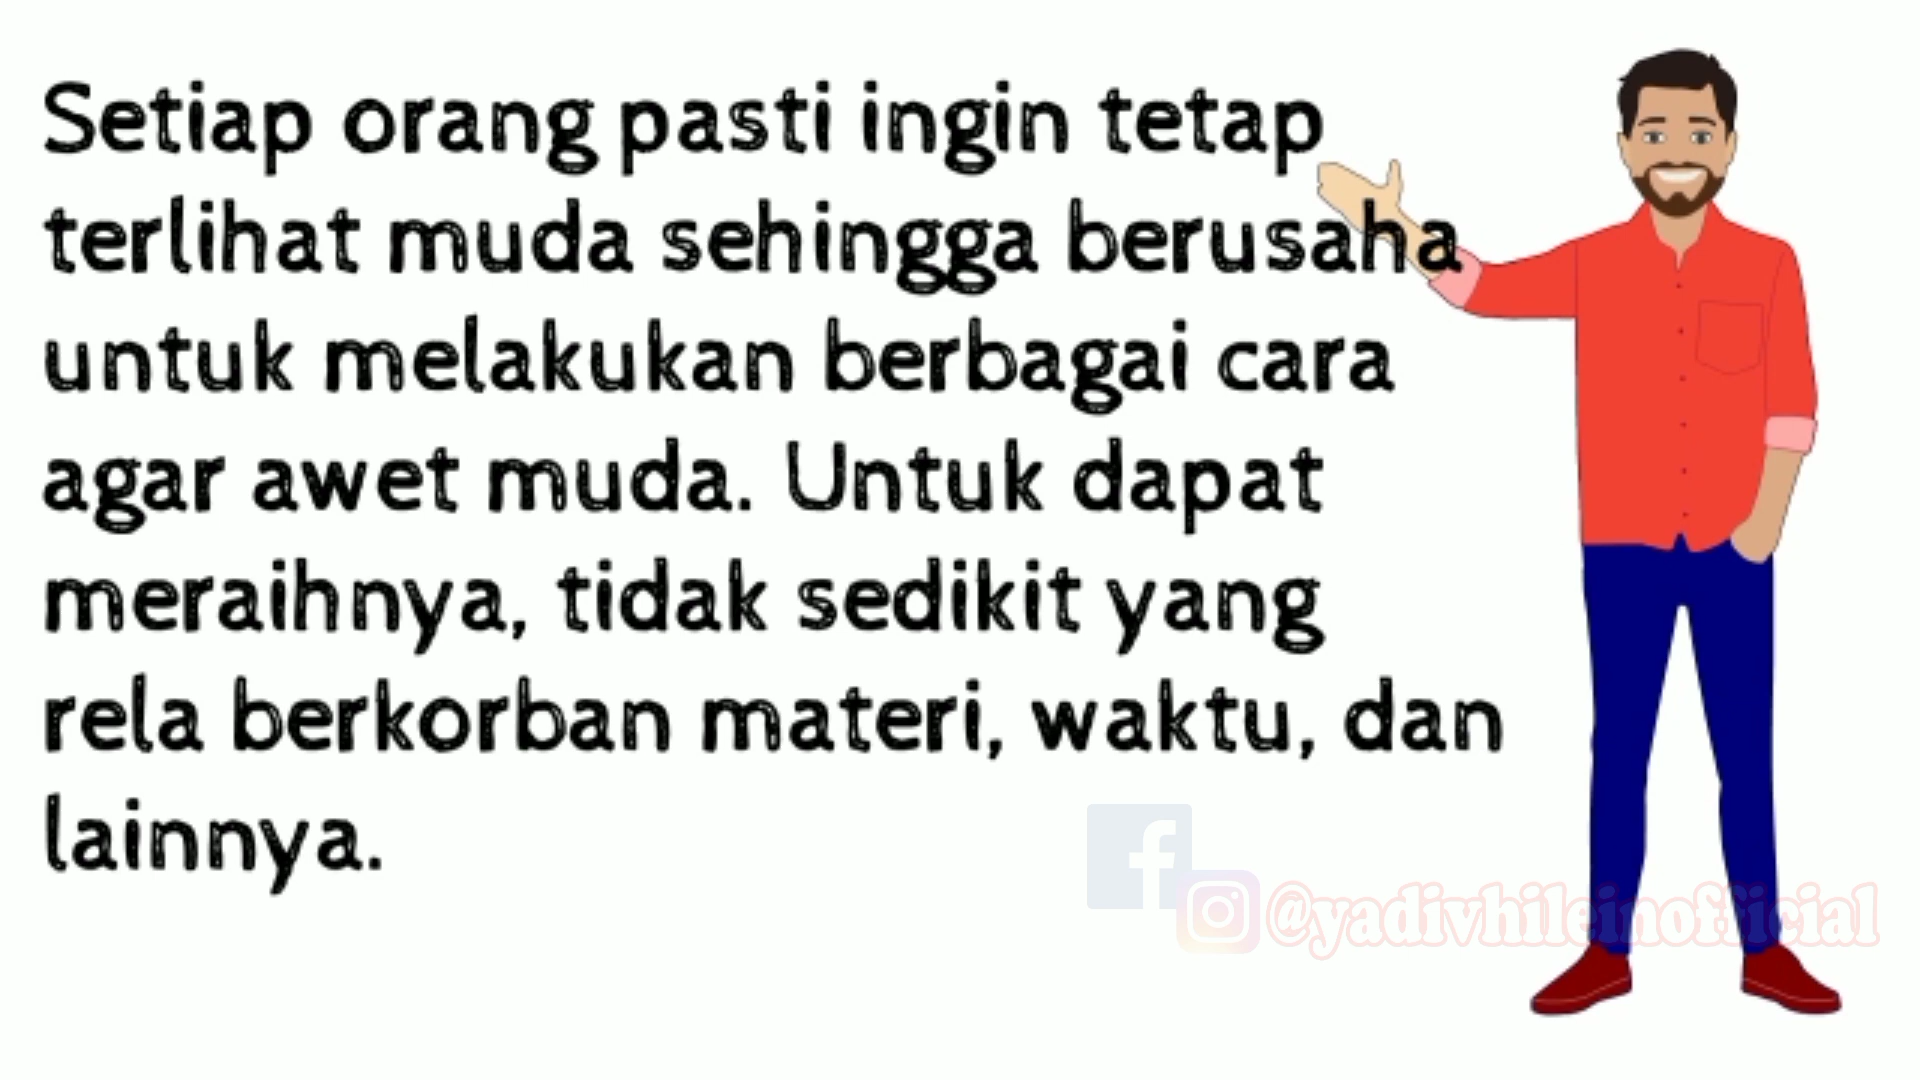 Setiap orang pasti ingin tetap
terlihat muda sehingga berusaha
untuk melakukan berbagai cara
agar awet muda. Untuk dapat
meraihnya, tidak sedikit yang
rela berkorban materi, waktu, dan
lainnya.
f
@yadivhileinofficial